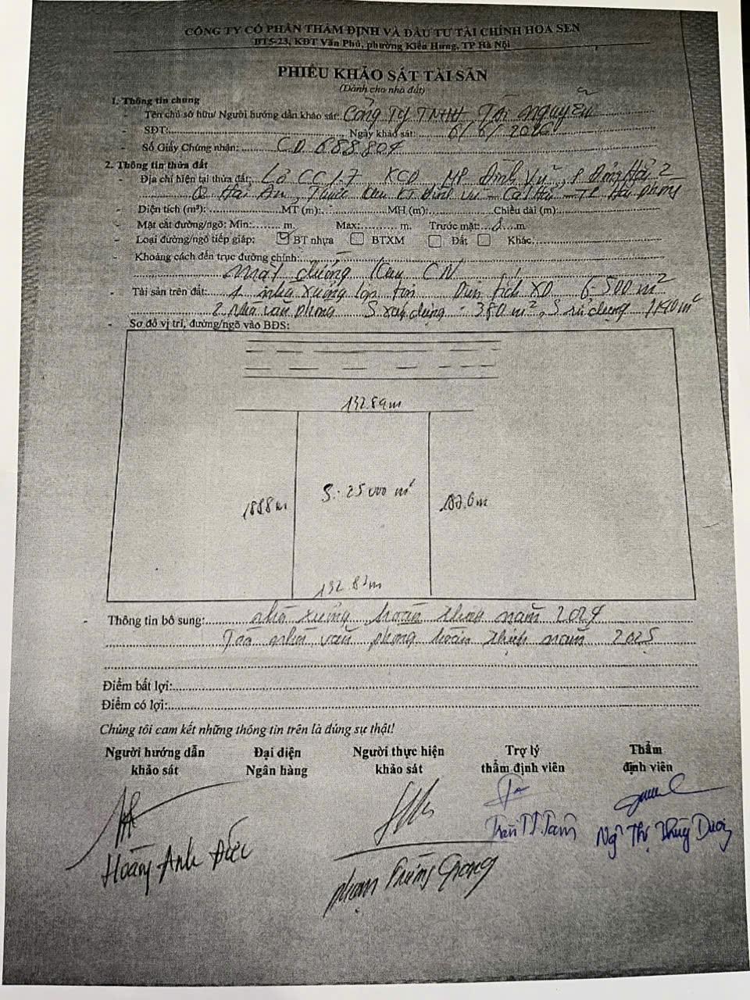 CÔNG TY CỔ PHẦN THẨM ĐỊNH VÀ ĐẦU TƯ TÀI CHÍNH HOA SEN
BT5-23, KĐT Văn Phú, phường Kiến Hưng, TP Hà Nội
PHIẾU KHẢO SÁT TÀI SẢN
(Dành cho nhà đất)
1. Thông tin chung
- Tên chủ sở hữu/ Người hướng dẫn khảo sát: Công Ty TNHH Tài nguyên
- SĐT: Ngày khảo sát: 6/6/2026
- Số Giấy Chứng nhận: CD 688804
2. Thông tin thửa đất
- Địa chỉ hiện tại thửa đất: Lô CC1.7 KCN MP Đình Vũ, P Đông Hải 2
Q Hải An, Thuộc khu KT Đình Vũ - Cát Hải - TP Hải phòng
- Diện tích (m²): MT (m): MH (m): Chiều dài (m):
- Mặt cắt đường/ngõ: Min: m. Max: m. Trước mặt: m
- Loại đường/ngõ tiếp giáp: ☑ BT nhựa ☐ BTXM ☐ Đất ☐ Khác
- Khoảng cách đến trục đường chính:
mặt đường khu CN
- Tài sản trên đất: 1. nhà xưởng lợp tôn Diện tích XD 6.500 m²
2. Nhà văn phòng S xây dựng = 380 m², S sử dụng 1140 m²
- Sơ đồ vị trí, đường/ngõ vào BĐS:
132.89m
S: 25000 m²
188.8m 187.6m
132.83m
- Thông tin bổ sung: nhà xưởng hoàn thành năm 2024
Toà nhà văn phòng hoàn thiện năm 2025
Điểm bất lợi:
Điểm có lợi:
Chúng tôi cam kết những thông tin trên là đúng sự thật!
Người hướng dẫn khảo sát Đại diện Ngân hàng Người thực hiện khảo sát Trợ lý thẩm định viên Thẩm định viên
Hoàng Anh Đức Phạm Trường Giang Trần T.T.Tâm Ngô Thị Thùy Dương